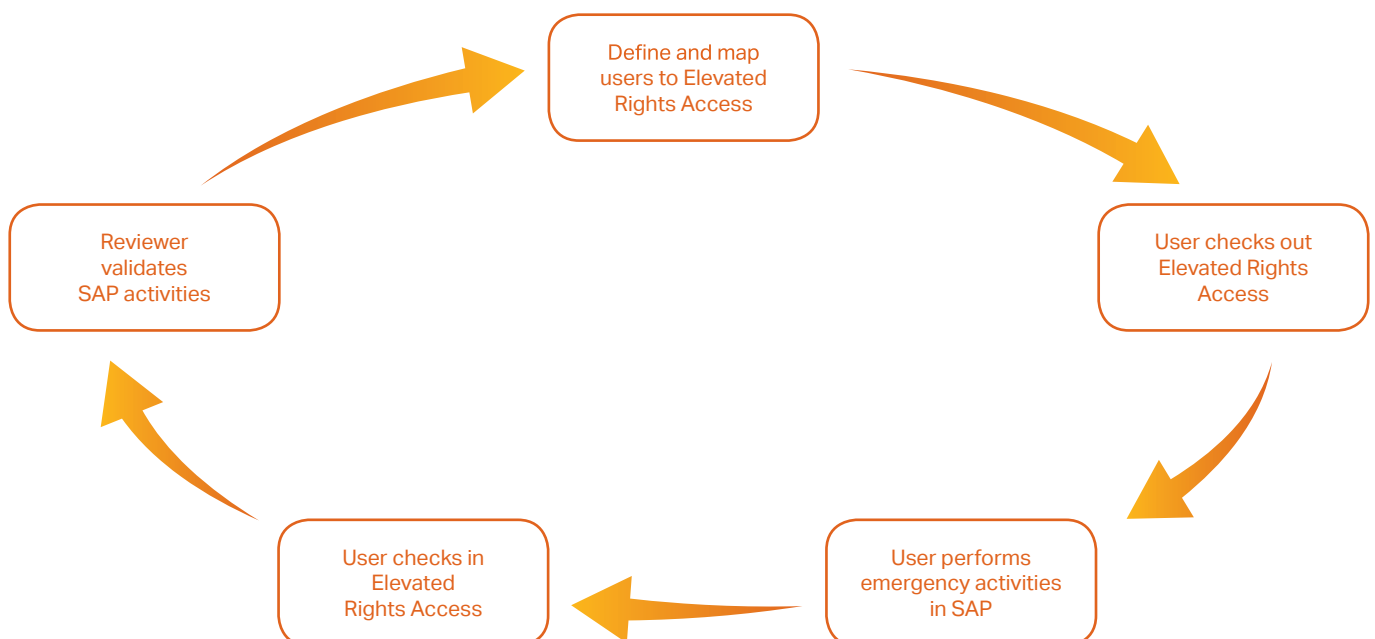 Define and map
users to Elevated
Rights Access
User checks out
Elevated Rights
Access
User performs
emergency activities
in SAP
User checks in
Elevated
Rights Access
Reviewer
validates
SAP activities